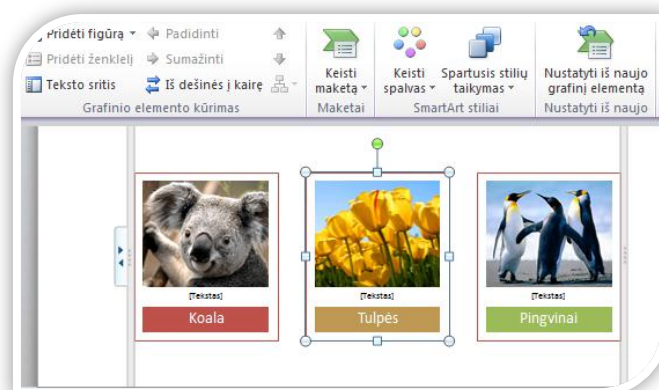 Pridėti figūrą
Padidinti
Pridėti ženklelį
Sumažinti
Teksto sritis
Iš dešinės į kairę
Grafinio elemento kūrimas
Keisti
maketą
Maketai
Keisti
spalvas
Spartusis stilių
taikymas
SmartArt stiliai
Nustatyti iš naujo
grafinį elementą
Nustatyti iš naujo
[Tekstas]
[Tekstas]
[Tekstas]
Koala
Tulpės
Pingvinai